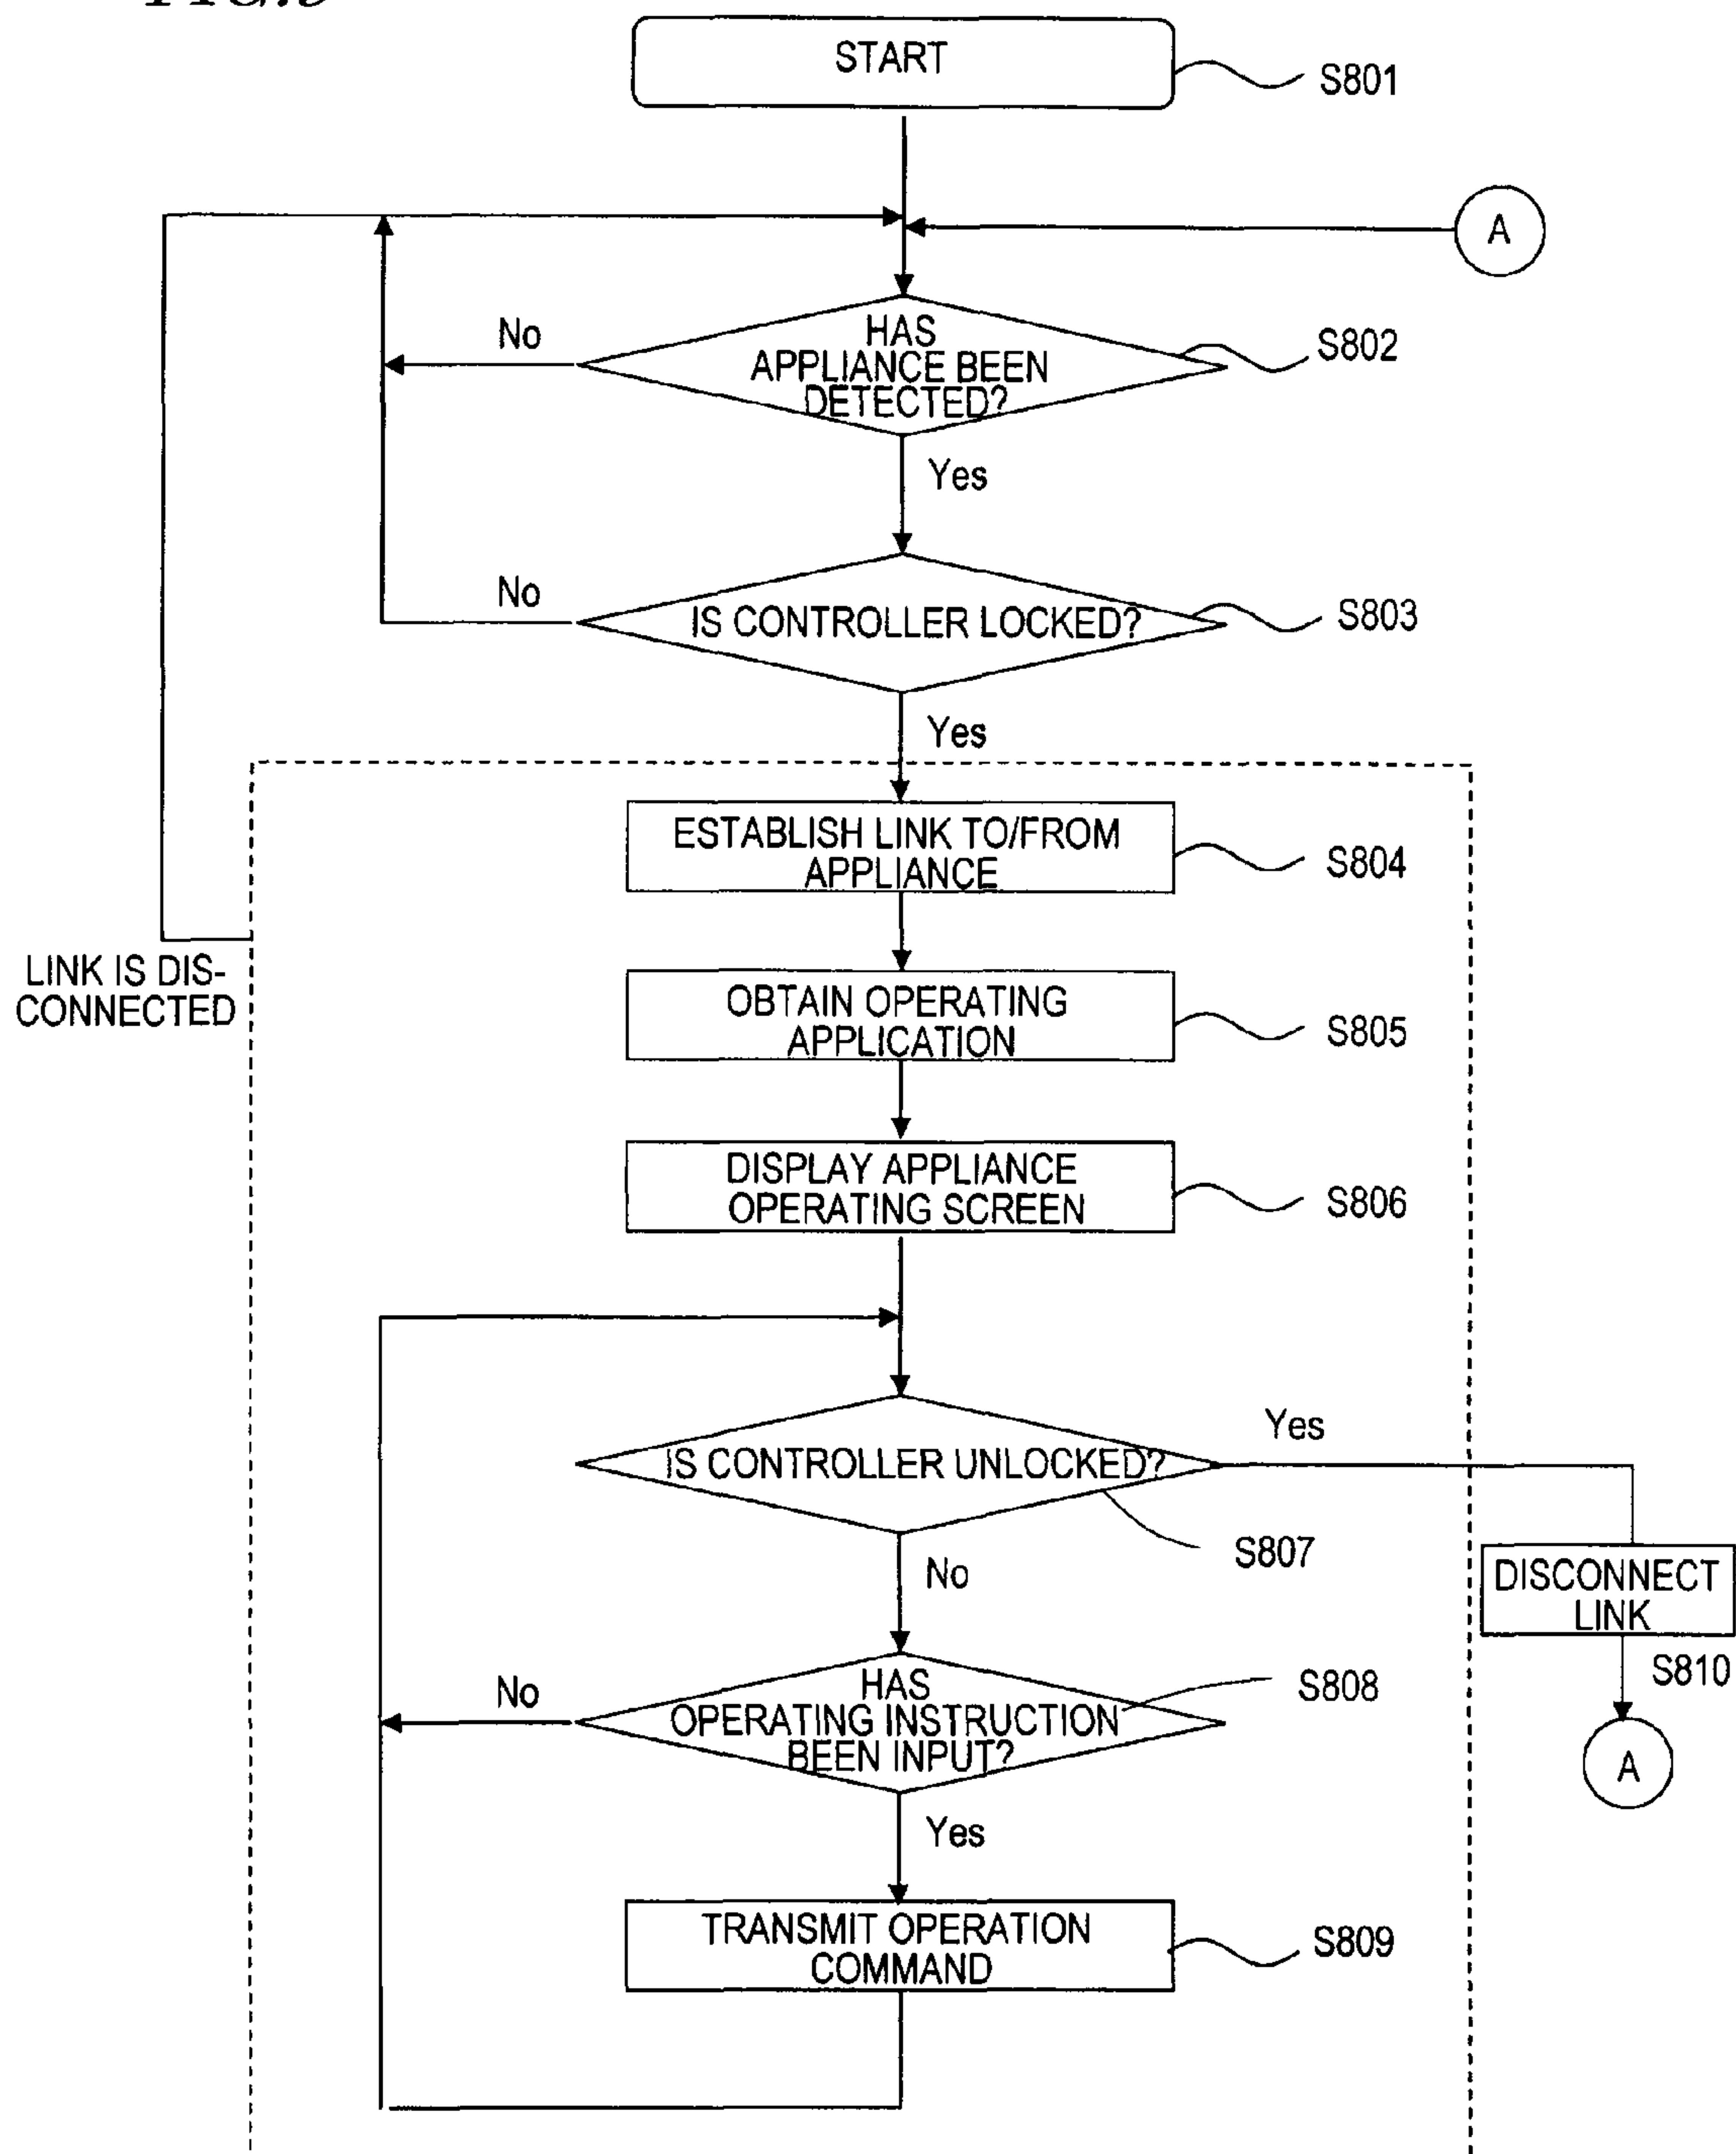 START
S801
A
No
HAS
APPLIANCE BEEN
DETECTED?
S802
Yes
No
IS CONTROLLER LOCKED?
S803
Yes
ESTABLISH LINK TO/FROM
APPLIANCE
S804
LINK IS DIS-
CONNECTED
OBTAIN OPERATING
APPLICATION
S805
DISPLAY APPLIANCE
OPERATING SCREEN
S806
IS CONTROLLER UNLOCKED?
Yes
S807
No
DISCONNECT
LINK
S810
No
HAS
OPERATING INSTRUCTION
BEEN INPUT?
S808
A
Yes
TRANSMIT OPERATION
COMMAND
S809